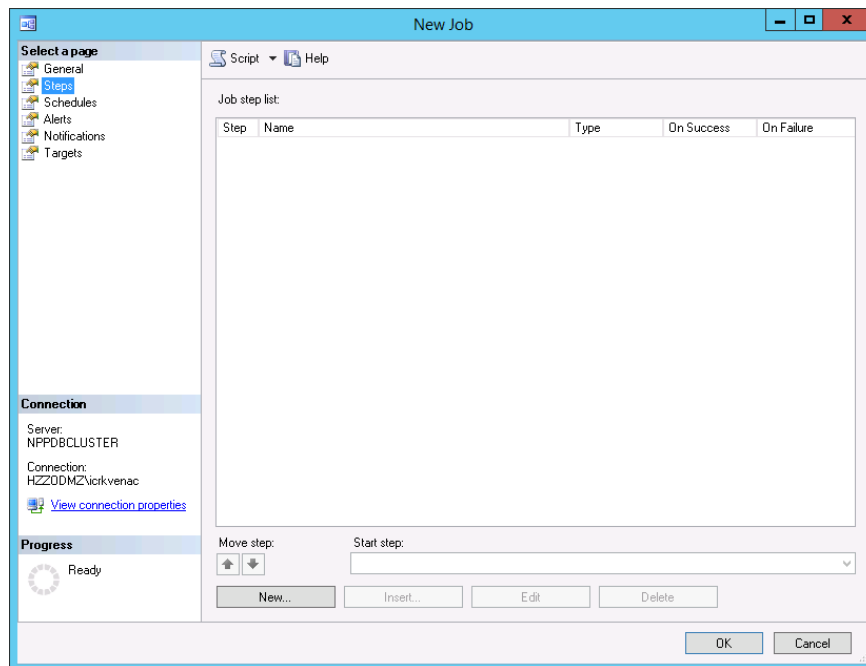 New Job
Select a page
General
Steps
Schedules
Alerts
Notifications
Targets
Script
Help
Job step list:
Step Name Type On Success On Failure
Connection
Server:
NPPDBCLUSTER
Connection:
HZZ0DMZ\icrkvenac
View connection properties
Progress
Ready
Move step: Start step:
New... Insert... Edit Delete
OK Cancel